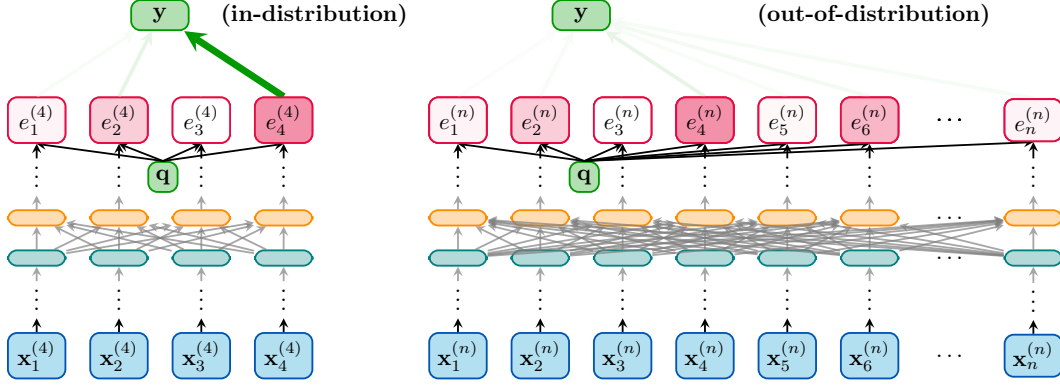 y (in-distribution) y (out-of-distribution)
e_1^{(4)} e_2^{(4)} e_3^{(4)} e_4^{(4)} e_1^{(n)} e_2^{(n)} e_3^{(n)} e_4^{(n)} e_5^{(n)} e_6^{(n)} ... e_n^{(n)}
q q
...
...
x_1^{(4)} x_2^{(4)} x_3^{(4)} x_4^{(4)} x_1^{(n)} x_2^{(n)} x_3^{(n)} x_4^{(n)} x_5^{(n)} x_6^{(n)} ... x_n^{(n)}